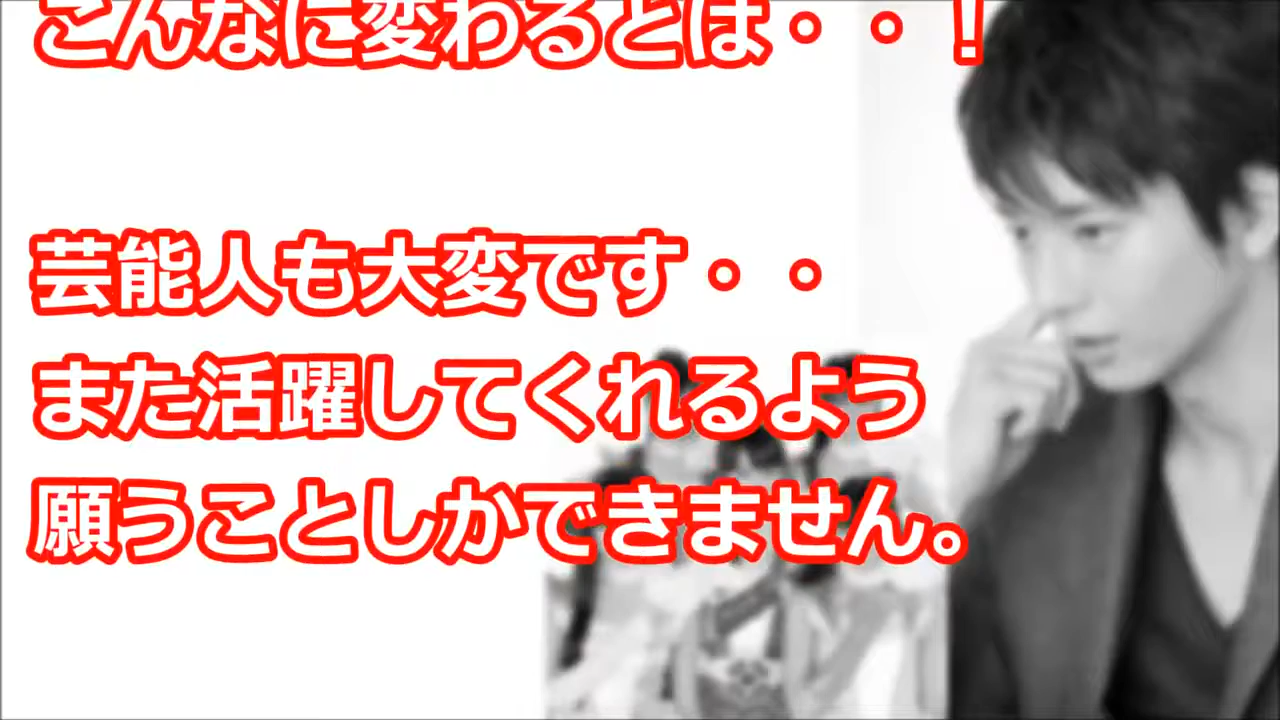 こんなに変わるとは・・！
芸能人も大変です・・
また活躍してくれるよう
願うことしかできません。